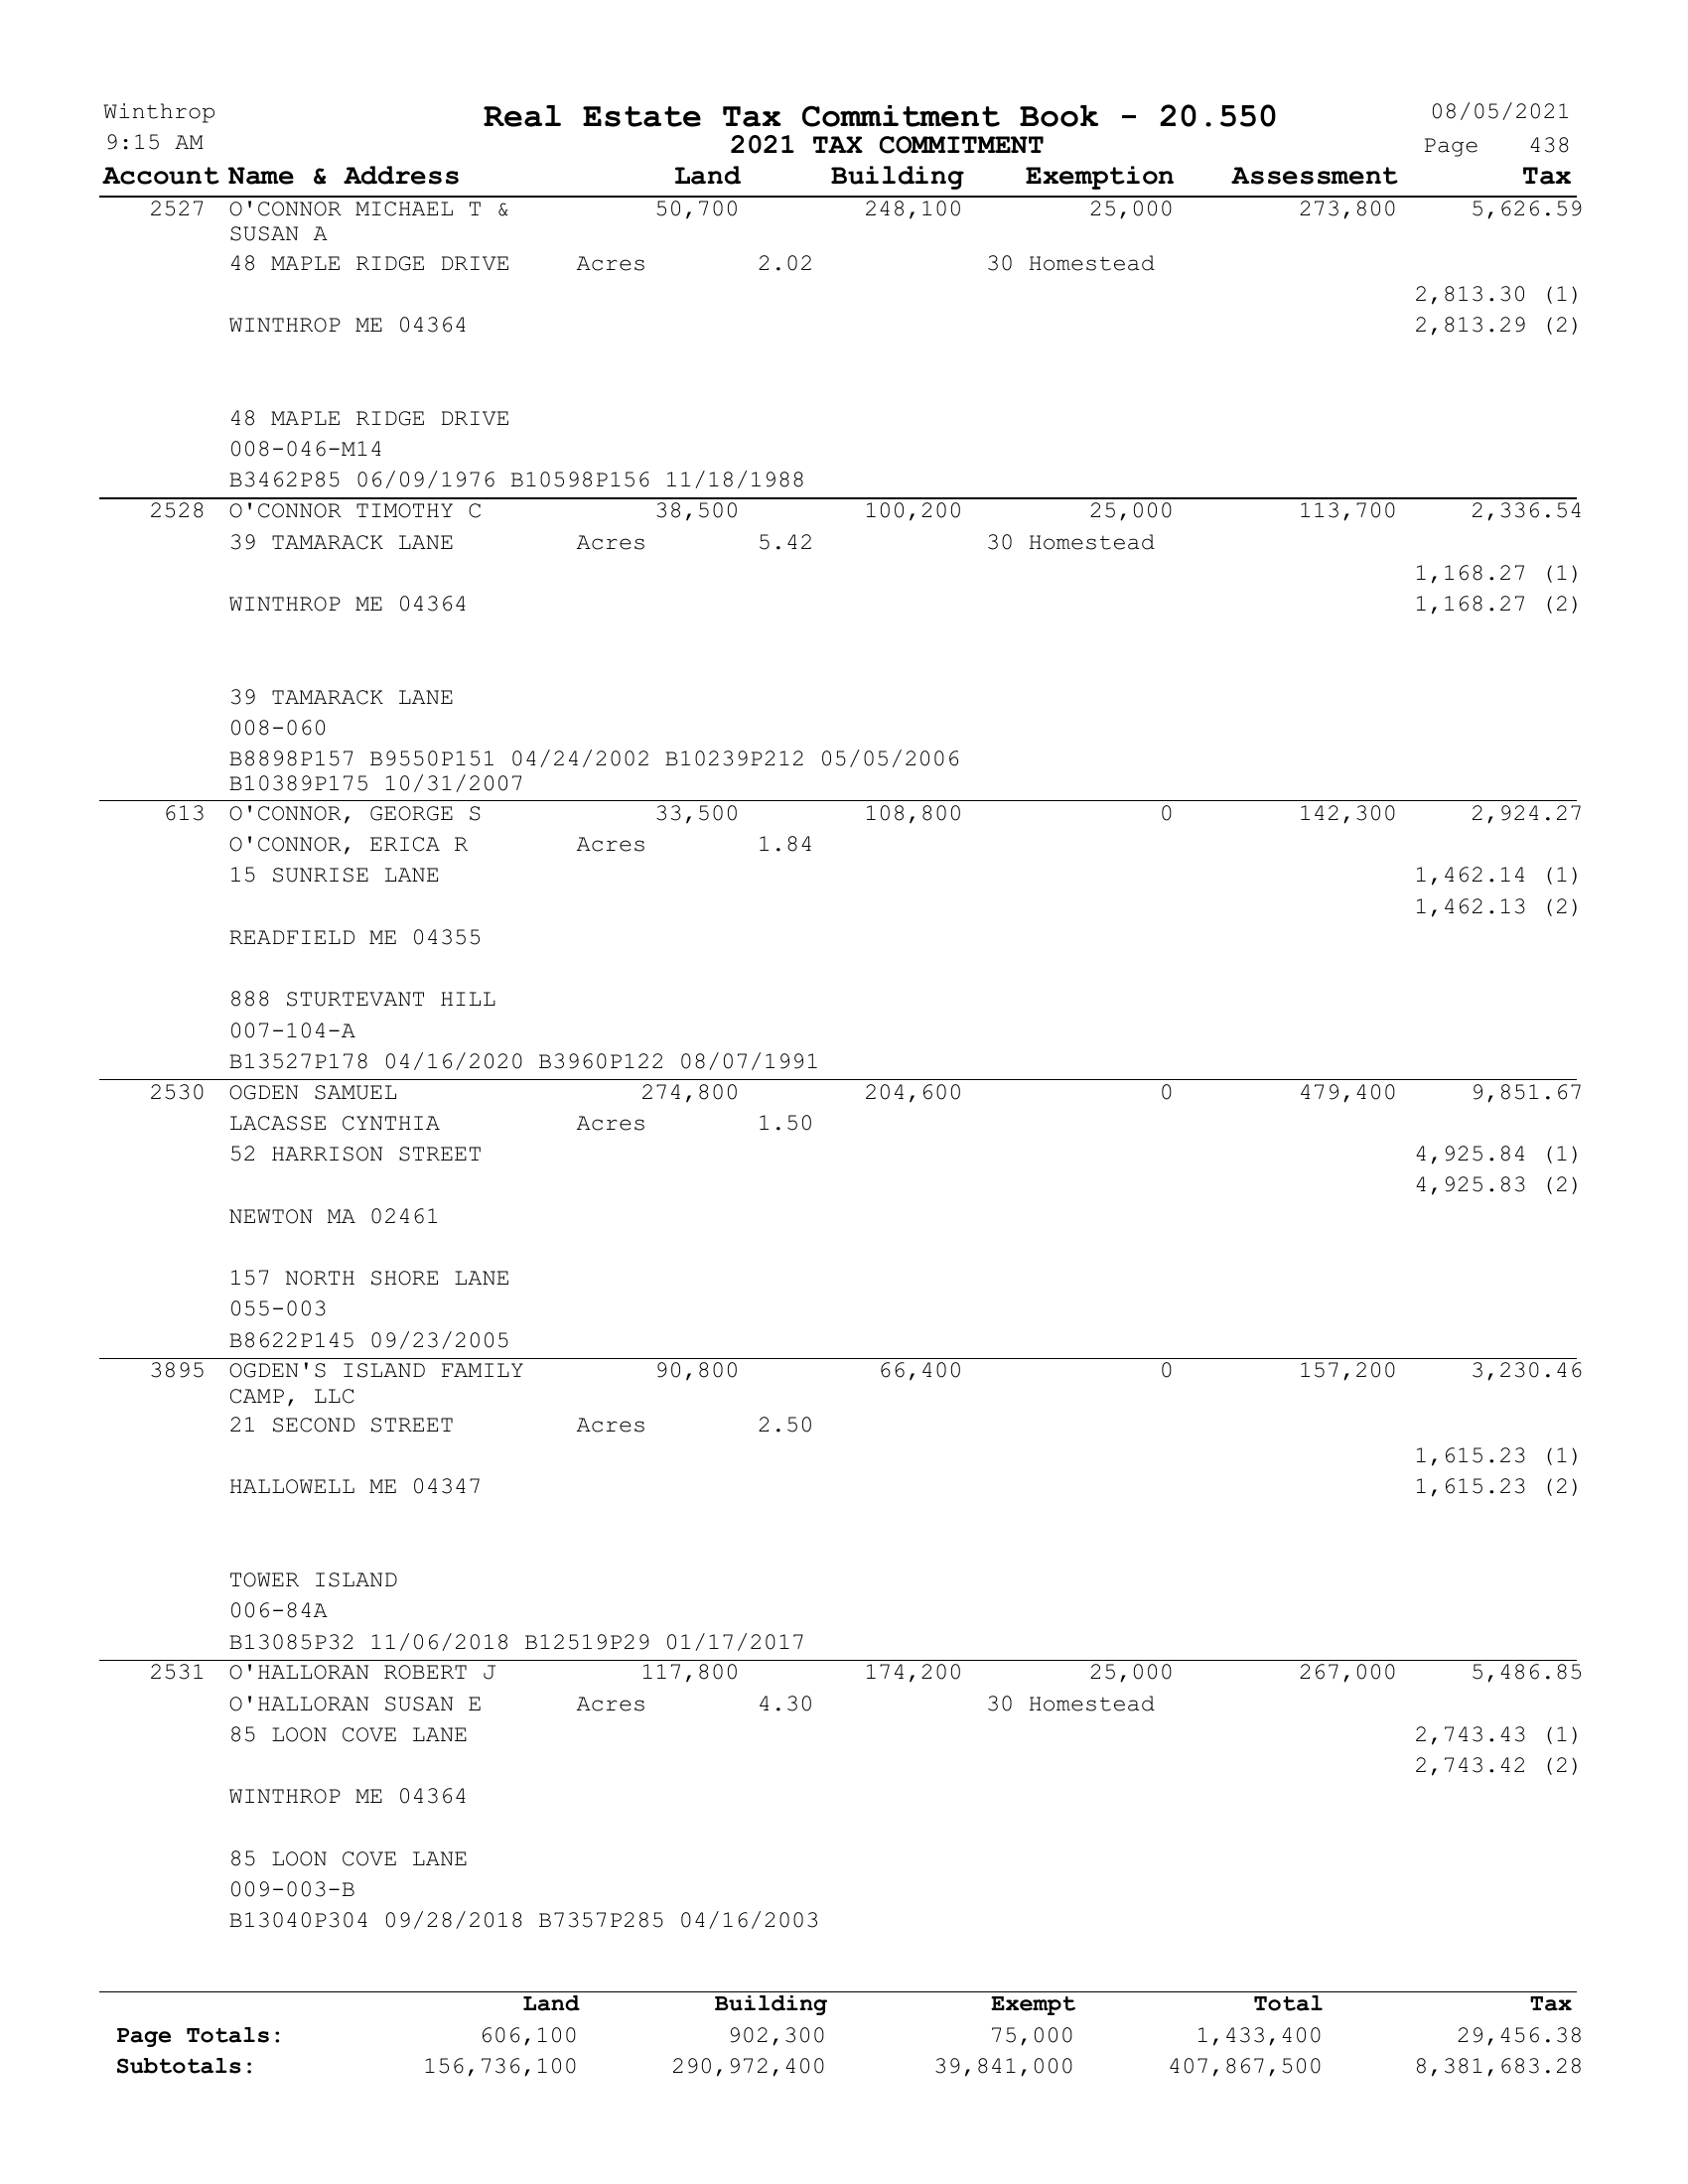 Winthrop Real Estate Tax Commitment Book - 20.550 08/05/2021
9:15 AM 2021 TAX COMMITMENT Page 438
Account Name & Address Land Building Exemption Assessment Tax
2527 O'CONNOR MICHAEL T & 50,700 248,100 25,000 273,800 5,626.59
SUSAN A
48 MAPLE RIDGE DRIVE Acres 2.02 30 Homestead
2,813.30 (1)
WINTHROP ME 04364 2,813.29 (2)
48 MAPLE RIDGE DRIVE
008-046-M14
B3462P85 06/09/1976 B10598P156 11/18/1988
2528 O'CONNOR TIMOTHY C 38,500 100,200 25,000 113,700 2,336.54
39 TAMARACK LANE Acres 5.42 30 Homestead
1,168.27 (1)
WINTHROP ME 04364 1,168.27 (2)
39 TAMARACK LANE
008-060
B8898P157 B9550P151 04/24/2002 B10239P212 05/05/2006
B10389P175 10/31/2007
613 O'CONNOR, GEORGE S 33,500 108,800 0 142,300 2,924.27
O'CONNOR, ERICA R Acres 1.84
15 SUNRISE LANE 1,462.14 (1)
1,462.13 (2)
READFIELD ME 04355
888 STURTEVANT HILL
007-104-A
B13527P178 04/16/2020 B3960P122 08/07/1991
2530 OGDEN SAMUEL 274,800 204,600 0 479,400 9,851.67
LACASSE CYNTHIA Acres 1.50
52 HARRISON STREET 4,925.84 (1)
4,925.83 (2)
NEWTON MA 02461
157 NORTH SHORE LANE
055-003
B8622P145 09/23/2005
3895 OGDEN'S ISLAND FAMILY 90,800 66,400 0 157,200 3,230.46
CAMP, LLC
21 SECOND STREET Acres 2.50
1,615.23 (1)
HALLOWELL ME 04347 1,615.23 (2)
TOWER ISLAND
006-84A
B13085P32 11/06/2018 B12519P29 01/17/2017
2531 O'HALLORAN ROBERT J 117,800 174,200 25,000 267,000 5,486.85
O'HALLORAN SUSAN E Acres 4.30 30 Homestead
85 LOON COVE LANE 2,743.43 (1)
2,743.42 (2)
WINTHROP ME 04364
85 LOON COVE LANE
009-003-B
B13040P304 09/28/2018 B7357P285 04/16/2003
Land Building Exempt Total Tax
Page Totals: 606,100 902,300 75,000 1,433,400 29,456.38
Subtotals: 156,736,100 290,972,400 39,841,000 407,867,500 8,381,683.28